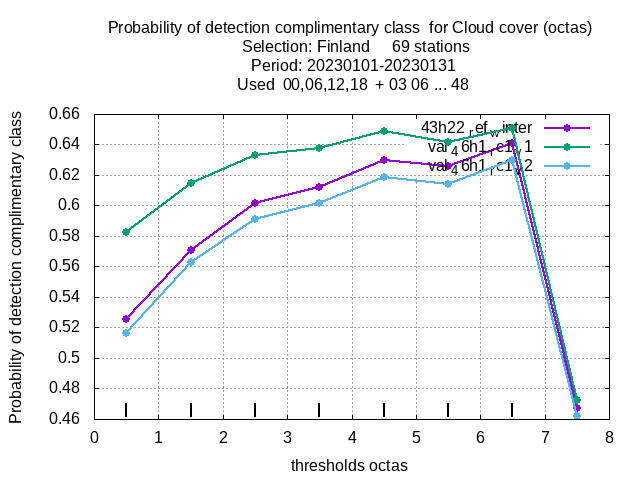 Probability of detection complimentary class  for Cloud cover (octas)
Selection: Finland     69 stations
Period: 20230101-20230131
Used  00,06,12,18  + 03 06 ... 48
Probability of detection complimentary class
0.66
0.64
0.62
0.6
0.58
0.56
0.54
0.52
0.5
0.48
0.46
43h22ref winter
0 1 2 3 4 5 6 7 8
thresholds octas